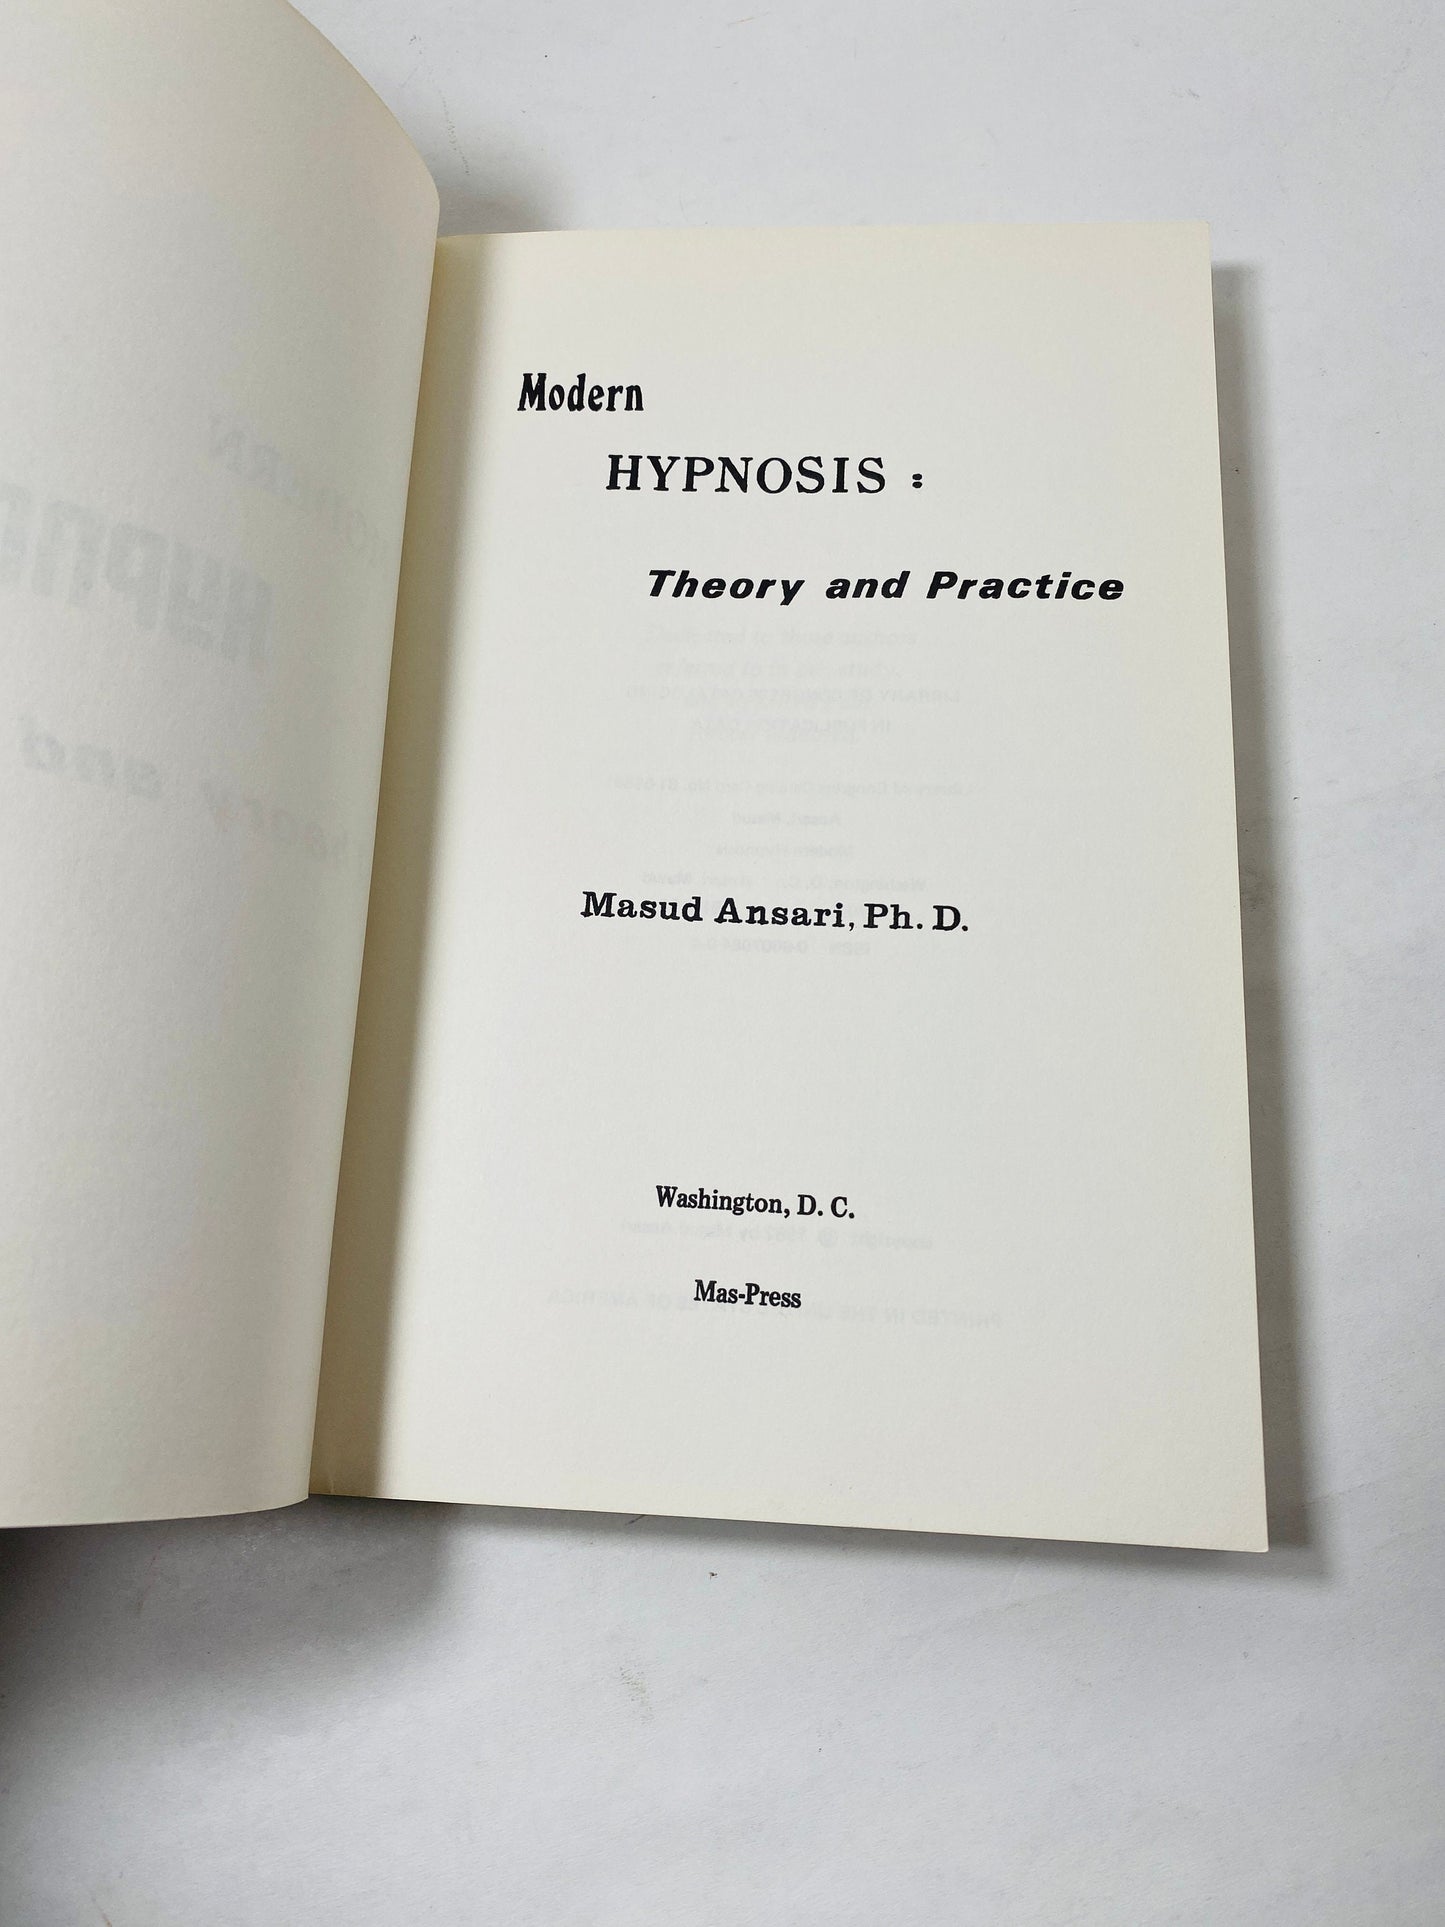 Modern
HYPNOSIS :
Theory and Practice
Masud Ansari, Ph. D.
Washington, D. C.
Mas-Press